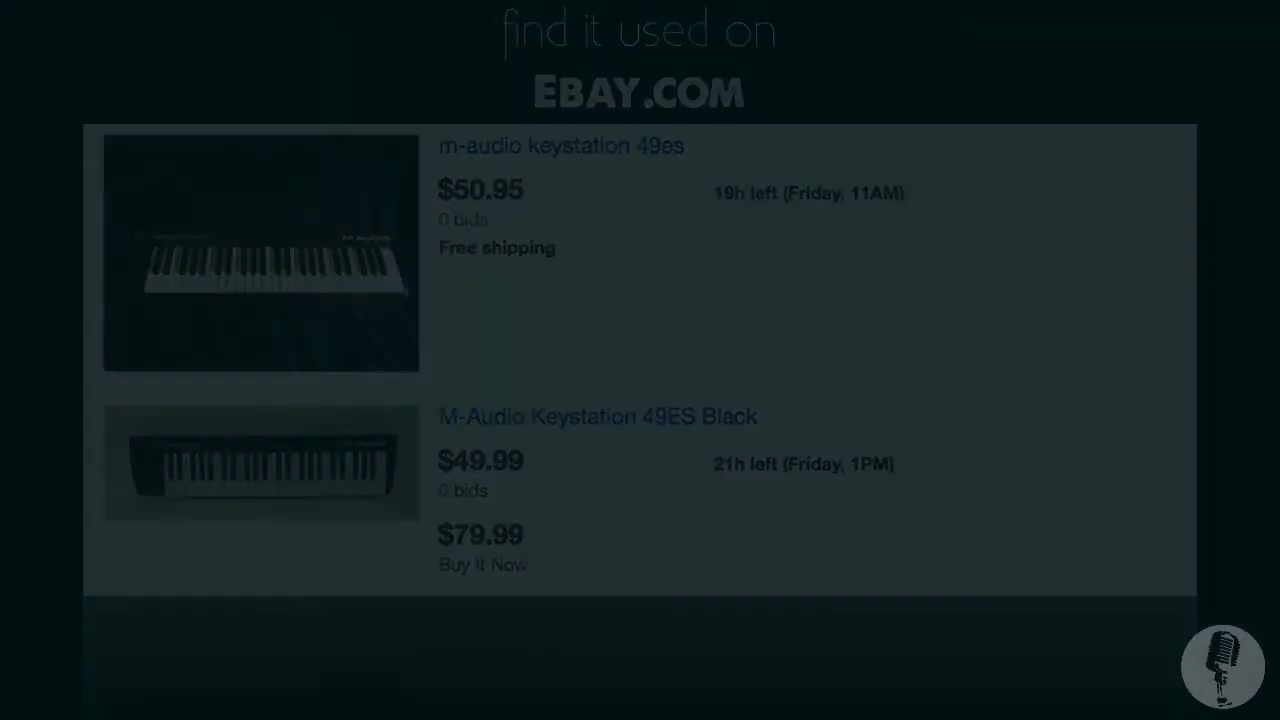 find it used on
EBAY.COM
m-audio keystation 49es
$50.95
19h left (Friday, 11AM)
0 bids
Free shipping
M-AUDIO
M-Audio Keystation 49ES Black
$49.99
21h left (Friday, 1PM)
0 bids
$79.99
Buy It Now